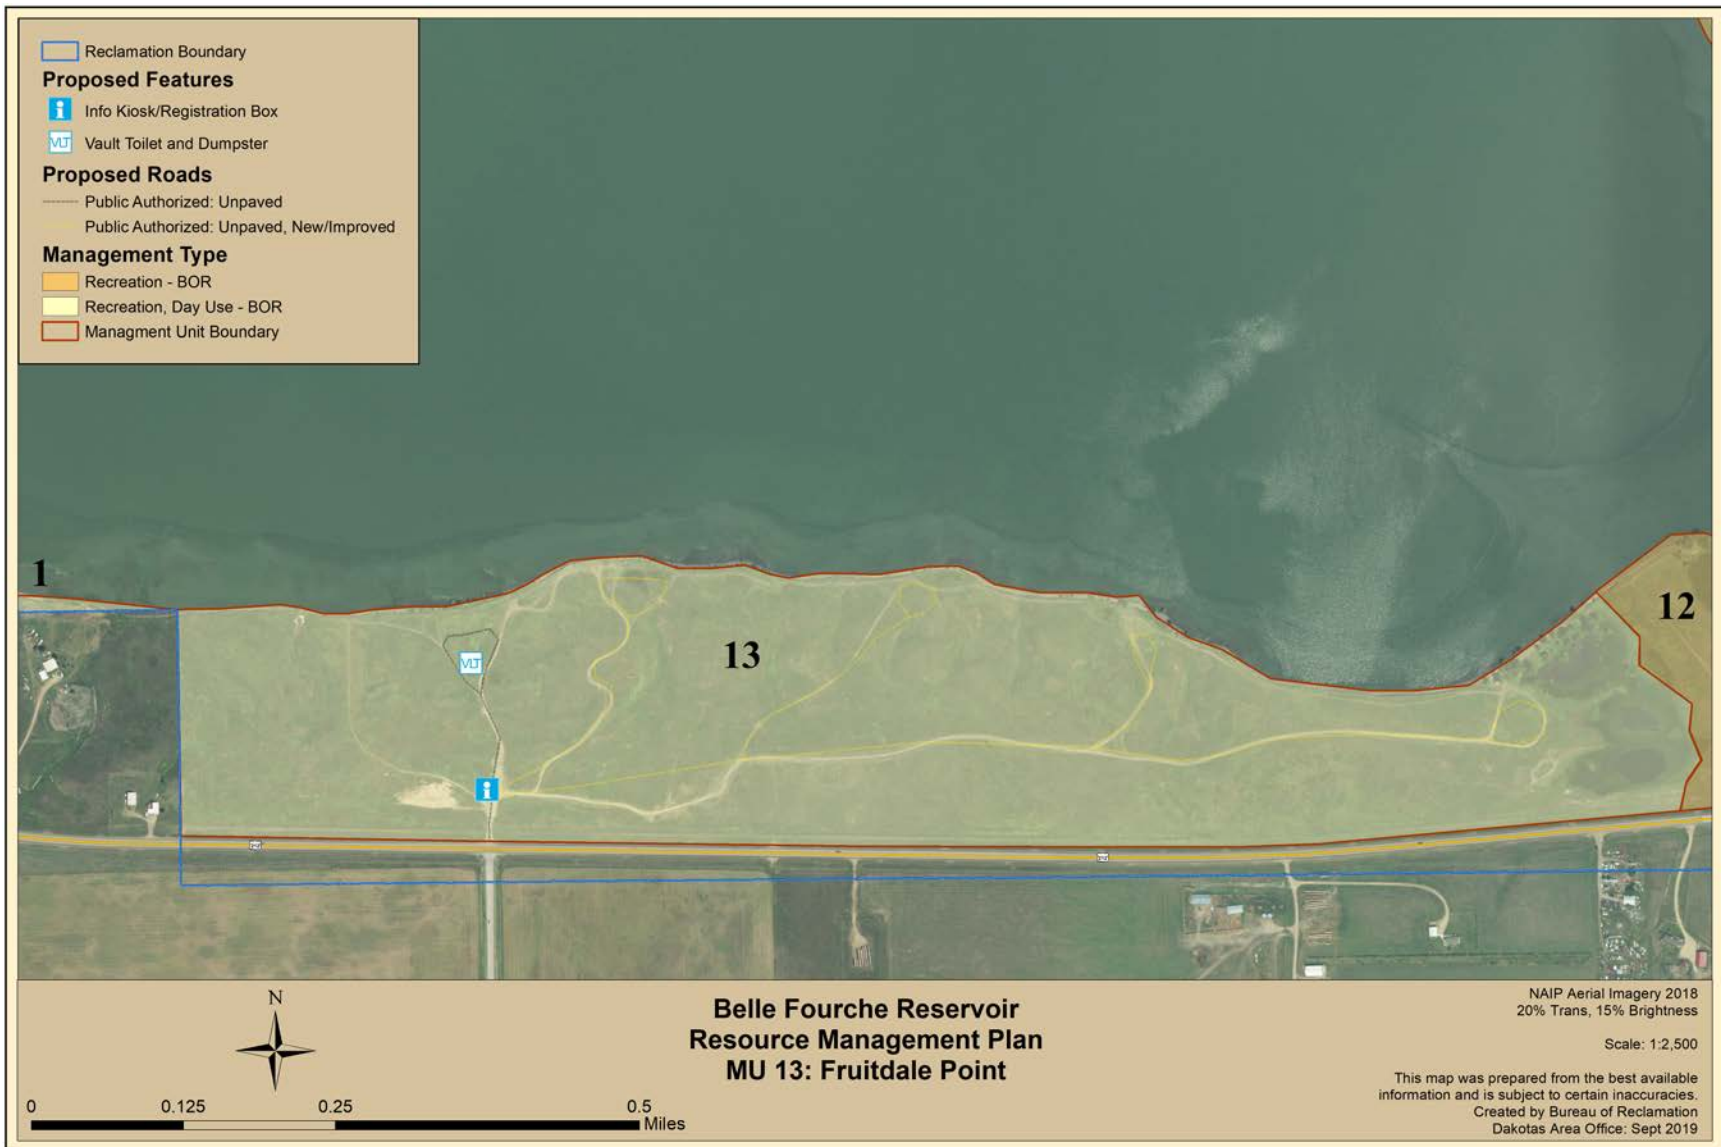 Reclamation Boundary
Proposed Features
i Info Kiosk/Registration Box
VLT Vault Toilet and Dumpster
Proposed Roads
Public Authorized: Unpaved
Public Authorized: Unpaved, New/Improved
Management Type
Recreation - BOR
Recreation, Day Use - BOR
Managment Unit Boundary
1
12
13
VLT
i
N
0 0.125 0.25 0.5
Miles
Belle Fourche Reservoir
Resource Management Plan
MU 13: Fruitdale Point
NAIP Aerial Imagery 2018
20% Trans, 15% Brightness
Scale: 1:2,500
This map was prepared from the best available
information and is subject to certain inaccuracies.
Created by Bureau of Reclamation
Dakotas Area Office: Sept 2019